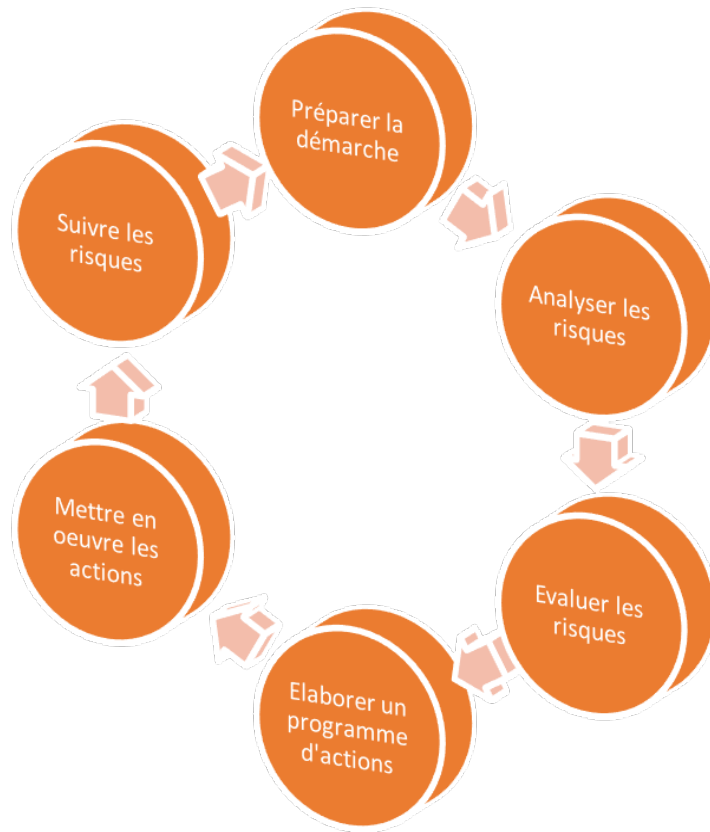 Préparer la
démarche
Analyser les
risques
Evaluer les
risques
Elaborer un
programme
d'actions
Mettre en
oeuvre les
actions
Suivre les
risques